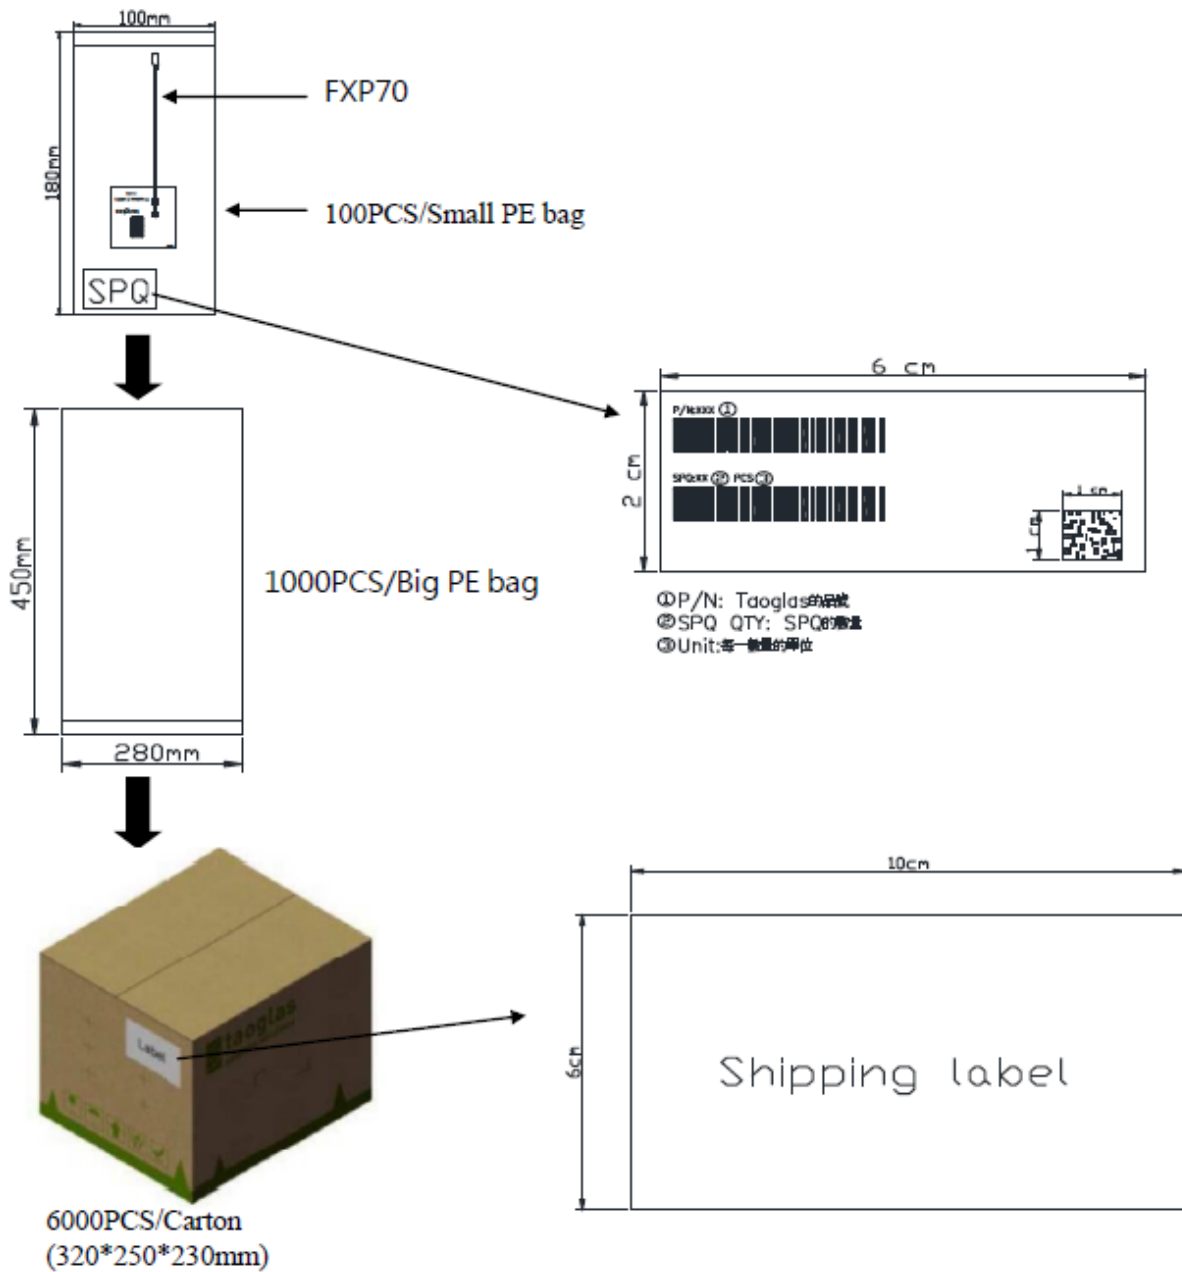 100mm
FXP70
180mm
100PCS/Small PE bag
SPQ
6 cm
P/N:XXX ①
2 cm
SPQ:XX ② PCS③
1 cm
1 cm
450mm
1000PCS/Big PE bag
①P/N: Taoglas的品號
②SPQ QTY: SPQ的數量
③Unit:每一數量的單位
280mm
10cm
taoglas
Label
6cm
Shipping label
6000PCS/Carton
(320*250*230mm)